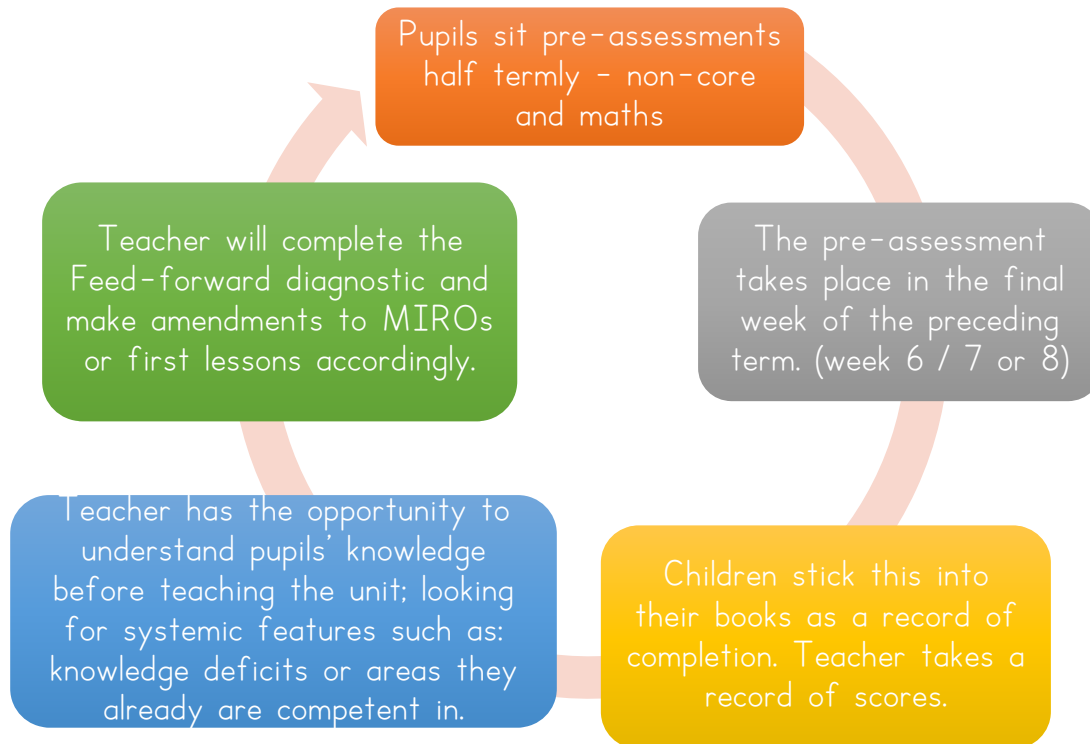 Pupils sit pre-assessments
half termly - non-core
and maths
The pre-assessment
takes place in the final
week of the preceding
term. (week 6 / 7 or 8)
Children stick this into
their books as a record of
completion. Teacher takes a
record of scores.
Teacher has the opportunity to
understand pupils' knowledge
before teaching the unit; looking
for systemic features such as:
knowledge deficits or areas they
already are competent in.
Teacher will complete the
Feed-forward diagnostic and
make amendments to MIROs
or first lessons accordingly.